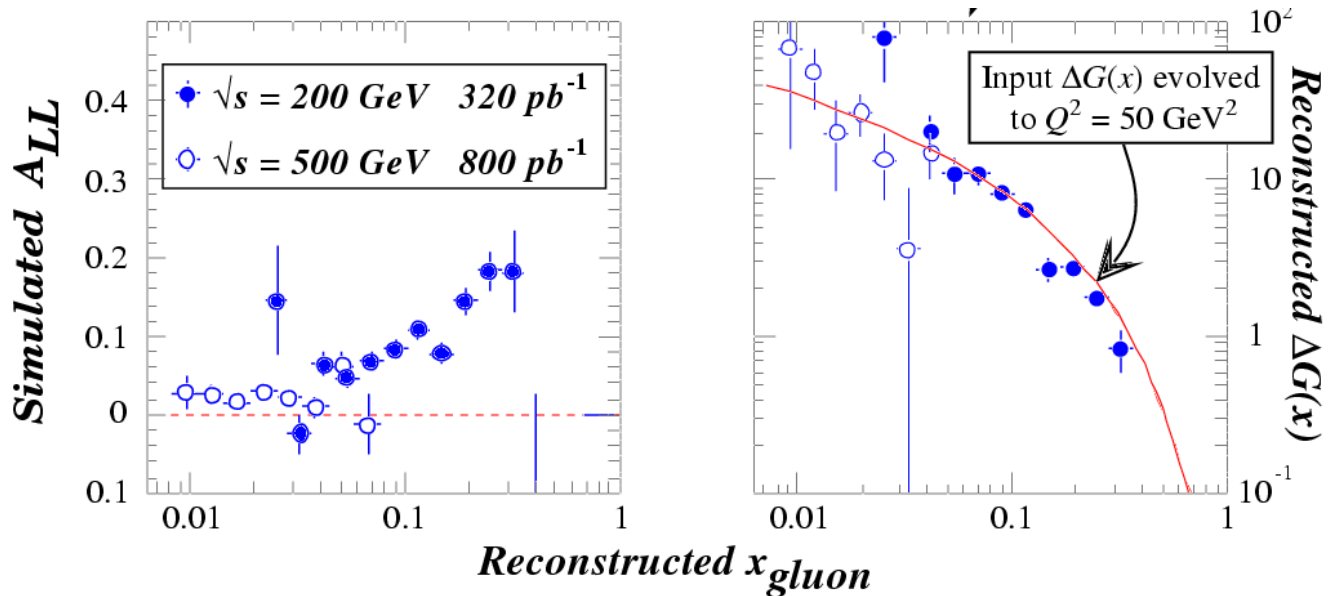 Simulated A_LL
0.4
0.3
0.2
0.1
0
0.1
0.01
0.1
1
√s = 200 GeV 320 pb⁻¹
√s = 500 GeV 800 pb⁻¹
Reconstructed x_gluon
10²
10
1
10⁻¹
0.01
0.1
1
Input ΔG(x) evolved
to Q² = 50 GeV²
Reconstructed ΔG(x)